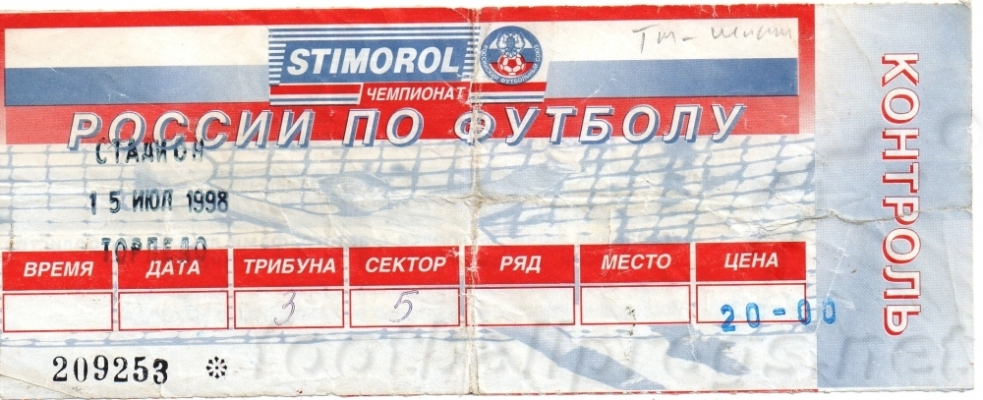 STIMOROL
ЧЕМПИОНАТ
РОССИИ ПО ФУТБОЛУ
СТАДИОН
15 ИЮЛ 1998
ТОРПЕДО
ВРЕМЯ ДАТА ТРИБУНА СЕКТОР РЯД МЕСТО ЦЕНА
3 5 20-00
209253 *
КОНТРОЛЬ